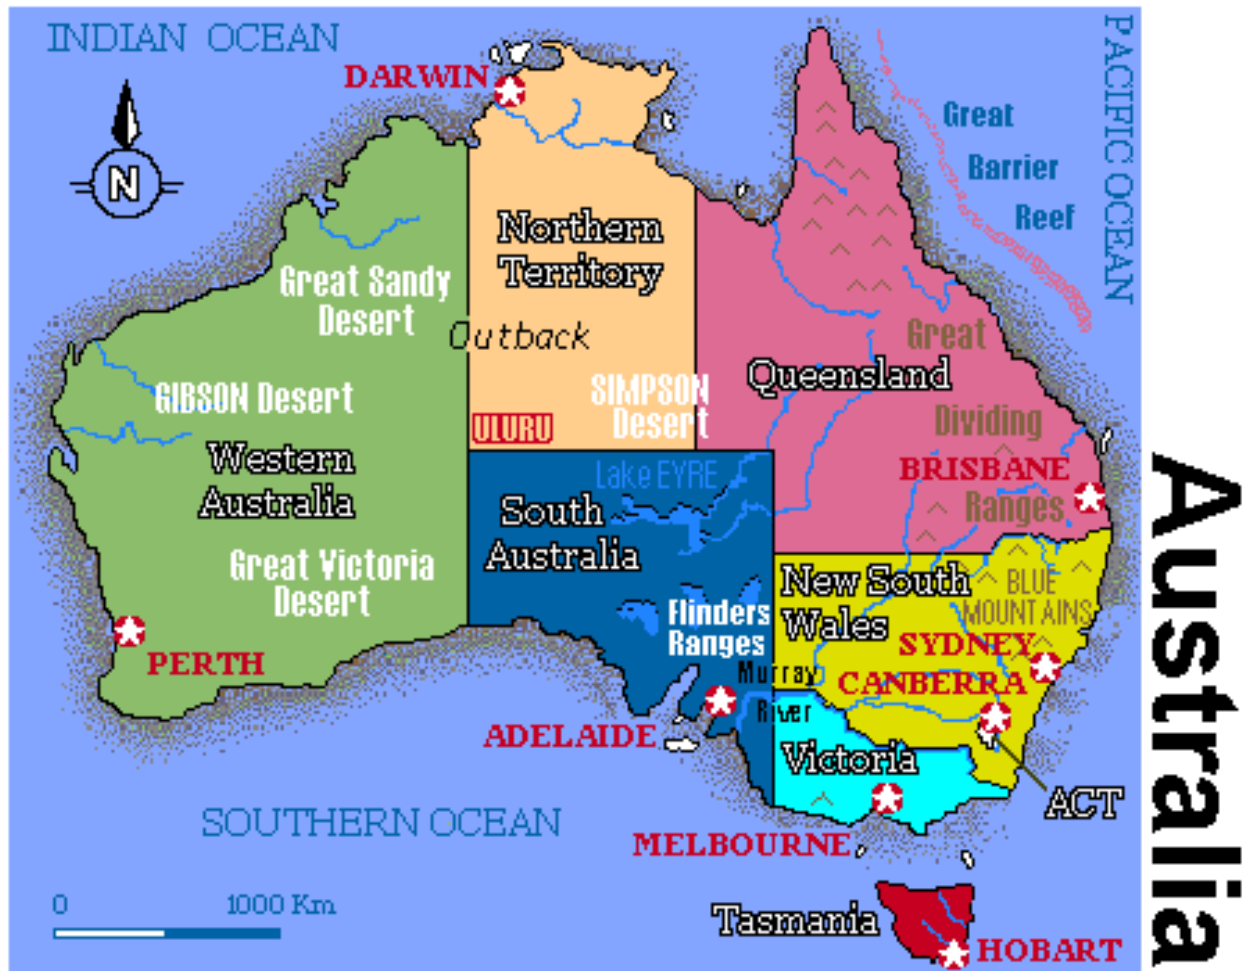 INDIAN OCEAN
PACIFIC OCEAN
DARWIN
Great
Barrier
Reef
N
Northern
Territory
Great Sandy
Desert
Outback
Great
Queensland
GIBSON Desert
SIMPSON
Desert
ULURU
Dividing
Western
Australia
BRISBANE
Lake EYRE
South
Australia
Ranges
Great Victoria
Desert
New South
Wales
BLUE
MOUNTAINS
Flinders
Ranges
SYDNEY
PERTH
Murray
River
CANBERRA
ADELAIDE
Victoria
ACT
SOUTHERN OCEAN
MELBOURNE
0 1000 Km
Tasmania
HOBART
Australia